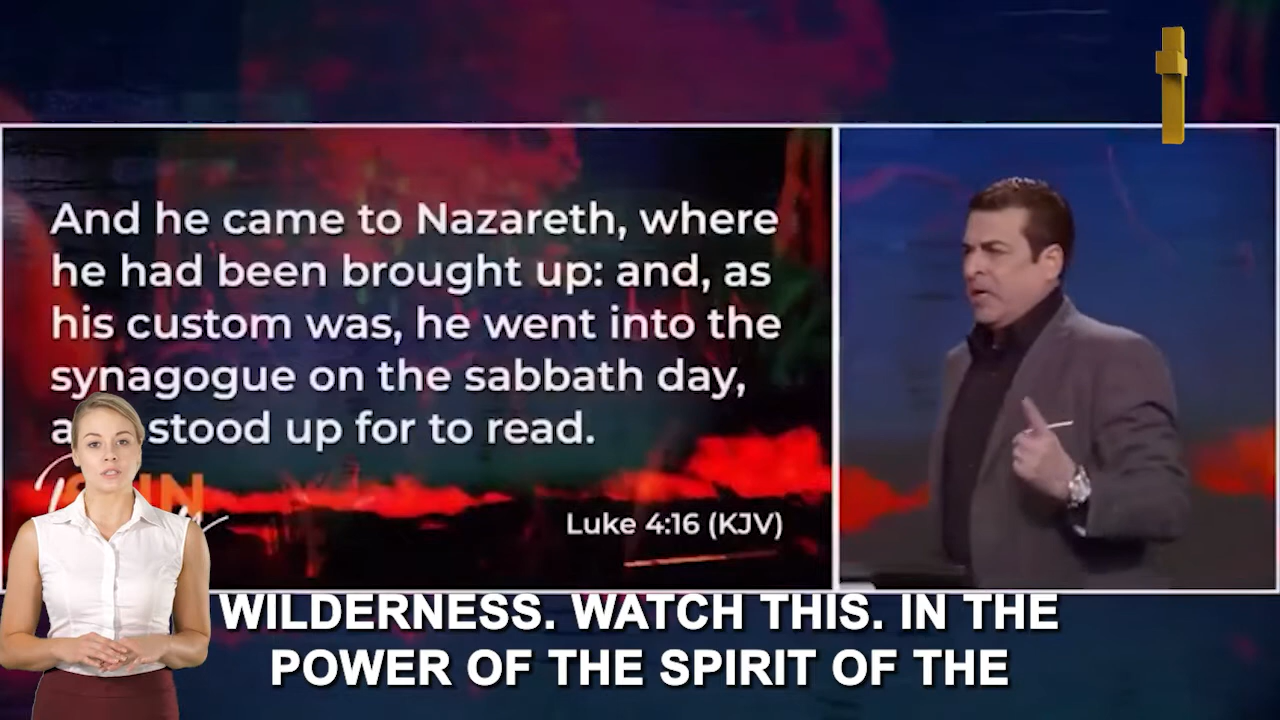 And he came to Nazareth, where
he had been brought up: and, as
his custom was, he went into the
synagogue on the sabbath day,
a stood up for to read.
Luke 4:16 (KJV)
WILDERNESS. WATCH THIS. IN THE
POWER OF THE SPIRIT OF THE